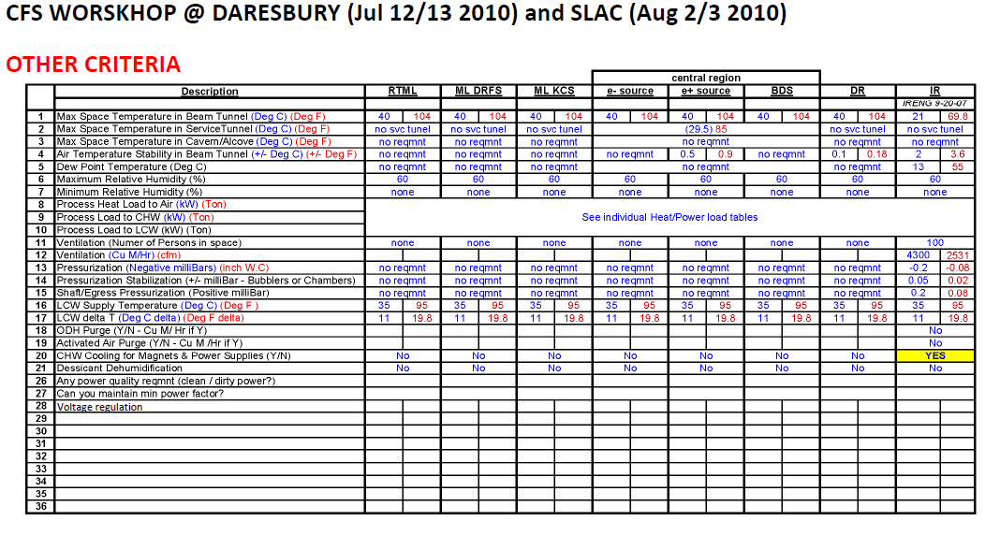 CFS WORSKHOP @ DARESBURY (Jul 12/13 2010) and SLAC (Aug 2/3 2010)
OTHER CRITERIA
central region
Description RTML ML DRFS ML KCS e- source e+ source BDS DR IR
IRENG 9-20-07
1 Max Space Temperature in Beam Tunnel (Deg C) (Deg F) 40 104 40 104 40 104 40 104 40 104 40 104 40 104 21 69.8
2 Max Space Temperature in ServiceTunnel (Deg C) (Deg F) no svc tunel no svc tunel no svc tunel (29.5) 85 no svc tunel no svc tunel
3 Max Space Temperature in Cavern/Alcove (Deg C) (Deg F) no reqmnt no reqmnt no reqmnt no reqmnt no reqmnt no reqmnt
4 Air Temperature Stability in Beam Tunnel (+/- Deg C) (+/- Deg F) no reqmnt no reqmnt no reqmnt no reqmnt 0.5 0.9 no reqmnt 0.1 0.18 2 3.6
5 Dew Point Temperature (Deg C) no reqmnt no reqmnt no reqmnt no reqmnt no reqmnt 13 55
6 Maximum Relative Humidity (%) 60 60 60 60 60 60 60 60
7 Minimum Relative Humidity (%) none none none none none none none none
8 Process Heat Load to Air (kW) (Ton)
9 Process Load to CHW (kW) (Ton) See individual Heat/Power load tables
10 Process Load to LCW (kW) (Ton)
11 Ventilation (Numer of Persons in space) none none none none none none none 100
12 Ventilation (Cu M/Hr) (cfm) 4300 2531
13 Pressurization (Negative milliBars) (inch W.C) no reqmnt no reqmnt no reqmnt no reqmnt no reqmnt no reqmnt no reqmnt -0.2 -0.08
14 Pressurization Stabilization (+/- milliBar - Bubblers or Chambers) no reqmnt no reqmnt no reqmnt no reqmnt no reqmnt no reqmnt no reqmnt 0.05 0.02
15 Shaft/Egress Pressurization (Positive milliBar) no reqmnt no reqmnt no reqmnt no reqmnt no reqmnt no reqmnt no reqmnt 0.2 0.08
16 LCW Supply Temperature (Deg C) (Deg F ) 35 95 35 95 35 95 35 95 35 95 35 95 35 95 35 95
17 LCW delta T (Deg C delta) (Deg F delta) 11 19.8 11 19.8 11 19.8 11 19.8 11 19.8 11 19.8 11 19.8 11 19.8
18 ODH Purge (Y/N - Cu M/ Hr if Y) No
19 Activated Air Purge (Y/N - Cu M /Hr if Y) No
20 CHW Cooling for Magnets & Power Supplies (Y/N) No No No No No No No YES
21 Dessicant Dehumidification No No No No No No No No
26 Any power quality reqmnt (clean / dirty power?)
27 Can you maintain min power factor?
28 Voltage regulation
29
30
31
32
33
34
35
36